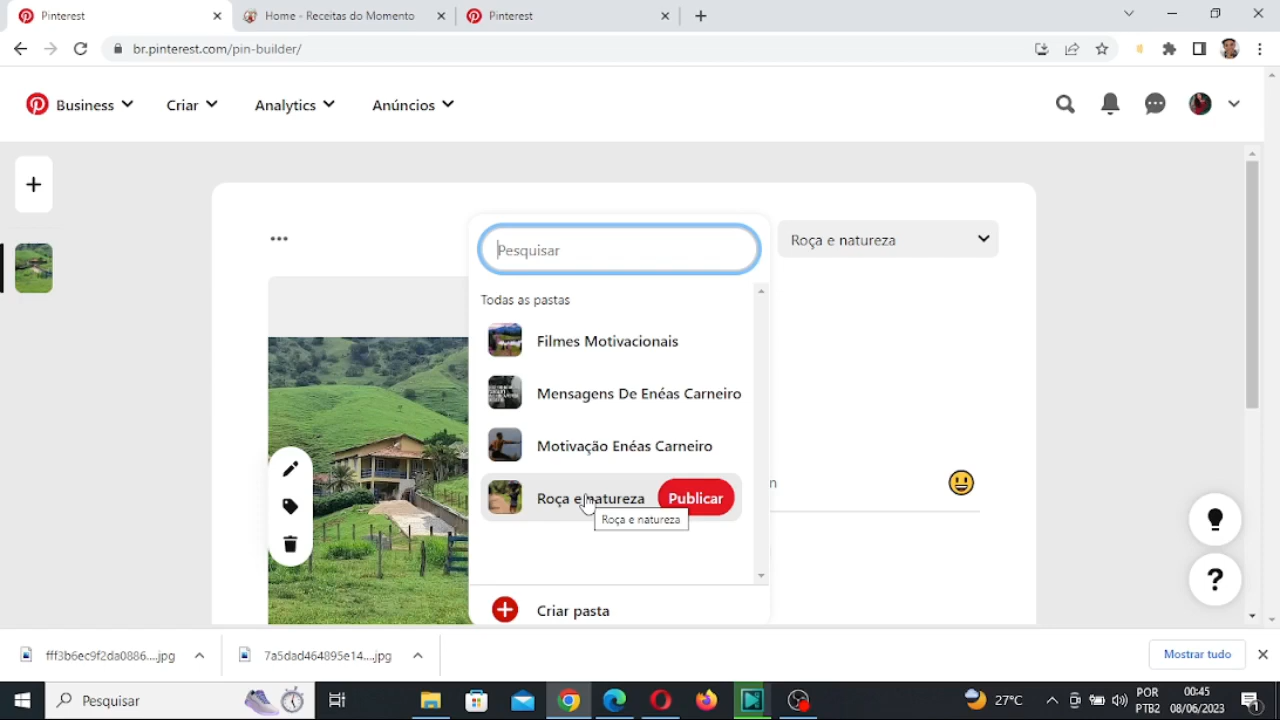 Pinterest
Home - Receitas do Momento
Pinterest
br.pinterest.com/pin-builder/
Business
Criar
Analytics
Anúncios
Pesquisar
Roça e natureza
Todas as pastas
Filmes Motivacionais
Mensagens De Enéas Carneiro
Motivação Enéas Carneiro
Roça e natureza
Publicar
Roça e natureza
Criar pasta
fff3b6ec9f2da0886....jpg
7a5dad464895e14....jpg
Mostrar tudo
Pesquisar
27°C
POR
PTB2
00:45
08/06/2023
1